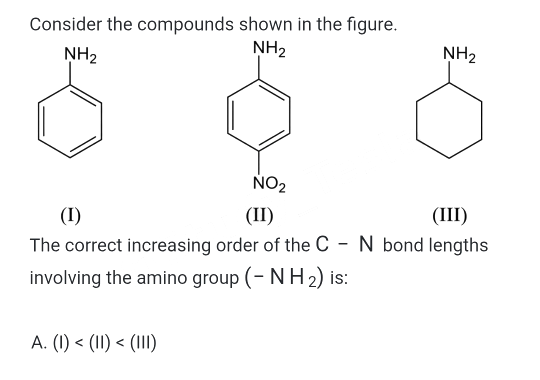 Consider the compounds shown in the figure.
NH2 NH2 NH2
NO2
(I) (II) (III)
The correct increasing order of the C - N bond lengths
involving the amino group (- N H 2) is:
A. (I) < (II) < (III)